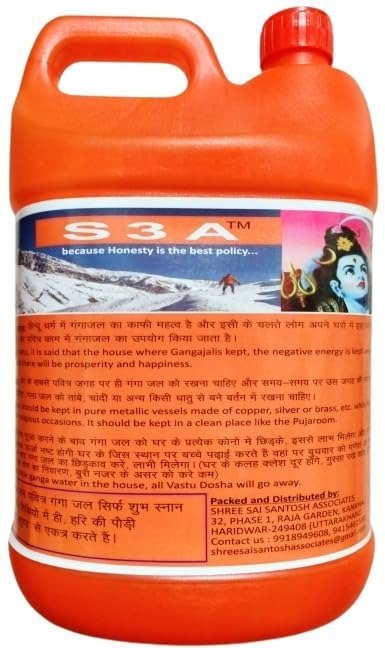 S 3 A TM
because Honesty is the best policy...
हिन्दू धर्म में गंगाजल का काफी महत्व है और इसी के चलते लोग अपने घरों में
पवित्र काम में गंगाजल का उपयोग किया जाता है।
it is said that the house where Gangajalis kept, the negative energy is kept
there will be prosperity and happiness.
के सबसे पवित्र जगह पर ही गंगा जल को रखना चाहिए और समय-समय पर उस जगह की
गंगा जल को तांबे, चांदी या अन्य किसी धातु से बने बर्तन में रखना चाहिए।
should be kept in pure metallic vessels made of copper, silver or brass, etc.
occasions. It should be kept in a clean place like the Pujaroom.
पूजा करने के बाद गंगा जल को घर के प्रत्येक कोनों में छिड़के, इससे लाभ मिलेगा और
ऊर्जा नष्ट होगी घर के जिस स्थान पर बच्चे पढ़ाई करते हैं वहां पर बुधवार को
जल का छिड़काव करें, लाभी मिलेगा। (घर के कलह क्लेश दूर होंगे, गुस्सा
का निवारण, बुरी नजर के असर को करे कम)
ganga water in the house, all Vastu Dosha will go away.
पवित्र गंगा जल सिर्फ शुभ स्नान
में ही, हरि की पौड़ी
से एकत्र करते हैं।
Packed and Distributed by:
SHREE SAI SANTOSH ASSOCIATES
32, PHASE 1, RAJA GARDEN,
HARIDWAR-249408 (UTTARAKHAND
Contact us : 9918949608,
shreesaisantoshassociates@gmail